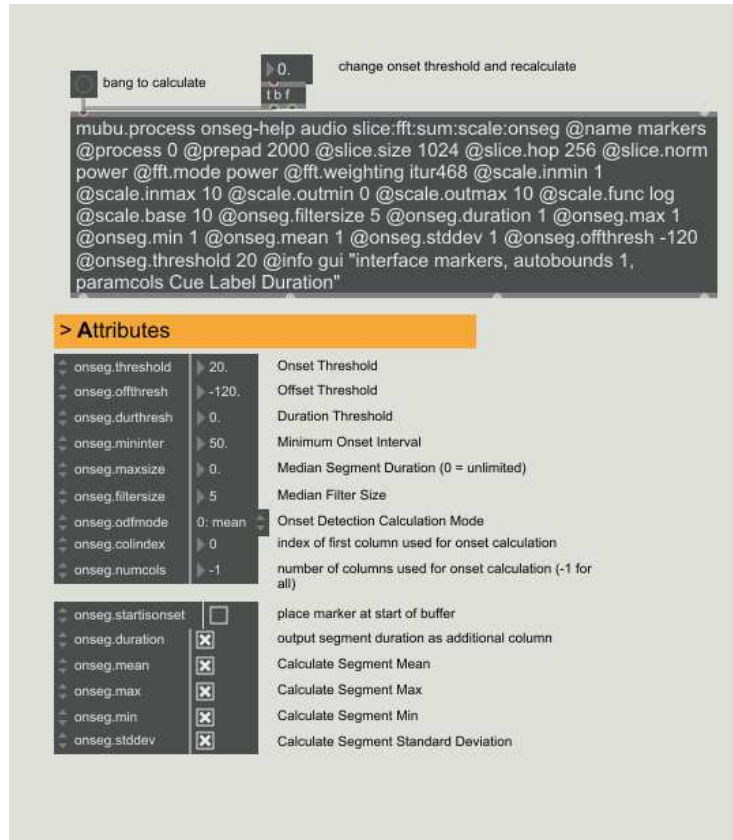 0.
change onset threshold and recalculate
bang to calculate
t b f
mubu.process onseg-help audio slice:fft:sum:scale:onseg @name markers
@process 0 @prepad 2000 @slice.size 1024 @slice.hop 256 @slice.norm
power @fft.mode power @fft.weighting itur468 @scale.inmin 1
@scale.inmax 10 @scale.outmin 0 @scale.outmax 10 @scale.func log
@scale.base 10 @onseg.filtersize 5 @onseg.duration 1 @onseg.max 1
@onseg.min 1 @onseg.mean 1 @onseg.stddev 1 @onseg.offthresh -120
@onseg.threshold 20 @info gui "interface markers, autobounds 1,
paramcols Cue Label Duration"
> Attributes
onseg.threshold 20. Onset Threshold
onseg.offthresh -120. Offset Threshold
onseg.durthresh 0. Duration Threshold
onseg.mininter 50. Minimum Onset Interval
onseg.maxsize 0. Median Segment Duration (0 = unlimited)
onseg.filtersize 5 Median Filter Size
onseg.odfmode 0: mean Onset Detection Calculation Mode
onseg.colindex 0 index of first column used for onset calculation
onseg.numcols -1 number of columns used for onset calculation (-1 for
all)
onseg.startisonset place marker at start of buffer
onseg.duration output segment duration as additional column
onseg.mean Calculate Segment Mean
onseg.max Calculate Segment Max
onseg.min Calculate Segment Min
onseg.stddev Calculate Segment Standard Deviation